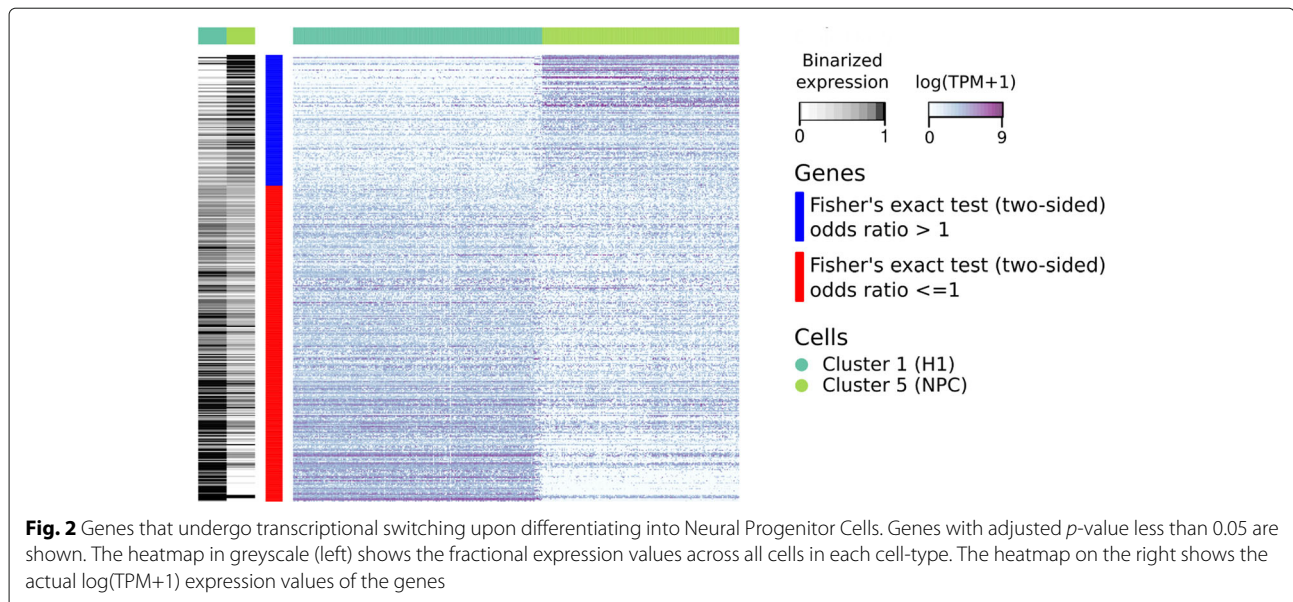 Binarized
expression
log(TPM+1)
0 1
0 9
Genes
Fisher's exact test (two-sided)
odds ratio > 1
Fisher's exact test (two-sided)
odds ratio <=1
Cells
Cluster 1 (H1)
Cluster 5 (NPC)
Fig. 2 Genes that undergo transcriptional switching upon differentiating into Neural Progenitor Cells. Genes with adjusted p-value less than 0.05 are
shown. The heatmap in greyscale (left) shows the fractional expression values across all cells in each cell-type. The heatmap on the right shows the
actual log(TPM+1) expression values of the genes